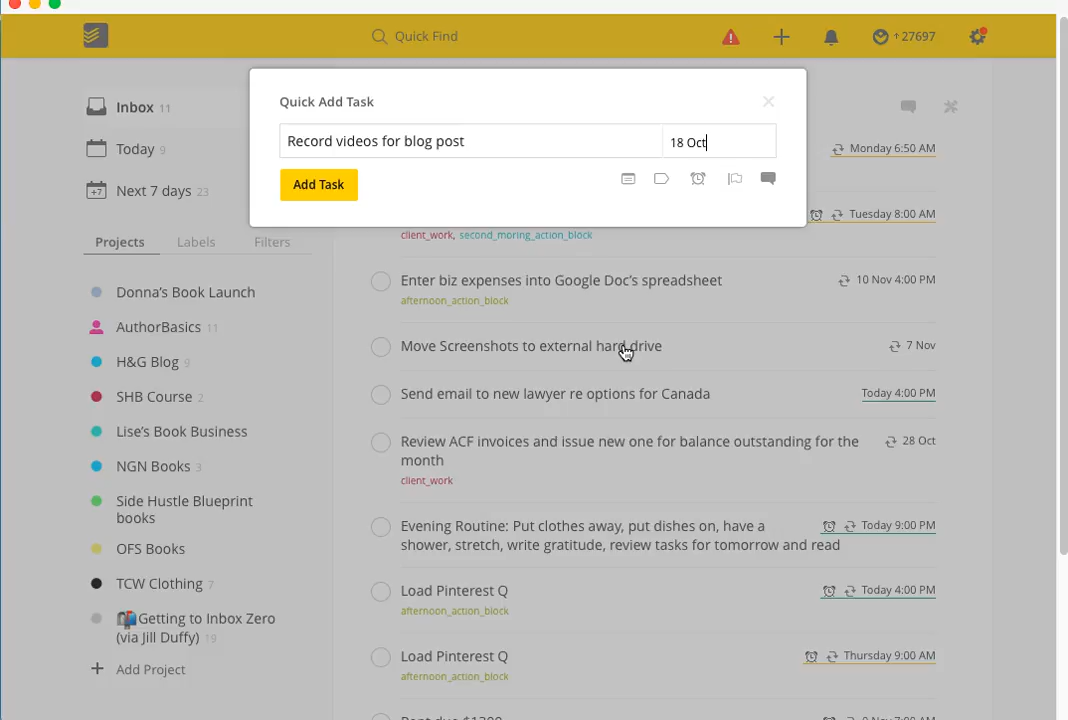 Quick Find
↑27697
Quick Add Task
Record videos for blog post
18 Oct
Add Task
Inbox 11
Today 9
+7 Next 7 days 23
Projects
Labels
Filters
Donna's Book Launch
AuthorBasics 11
H&G Blog 9
SHB Course 2
Lise's Book Business
NGN Books 3
Side Hustle Blueprint
books
OFS Books
TCW Clothing 7
Getting to Inbox Zero
(via Jill Duffy) 19
+ Add Project
Monday 6:50 AM
Tuesday 8:00 AM
client_work, second_moring_action_block
Enter biz expenses into Google Doc's spreadsheet
10 Nov 4:00 PM
afternoon_action_block
Move Screenshots to external hard drive
7 Nov
Send email to new lawyer re options for Canada
Today 4:00 PM
Review ACF invoices and issue new one for balance outstanding for the
28 Oct
month
client_work
Evening Routine: Put clothes away, put dishes on, have a
Today 9:00 PM
shower, stretch, write gratitude, review tasks for tomorrow and read
Load Pinterest Q
Today 4:00 PM
afternoon_action_block
Load Pinterest Q
Thursday 9:00 AM
afternoon_action_block